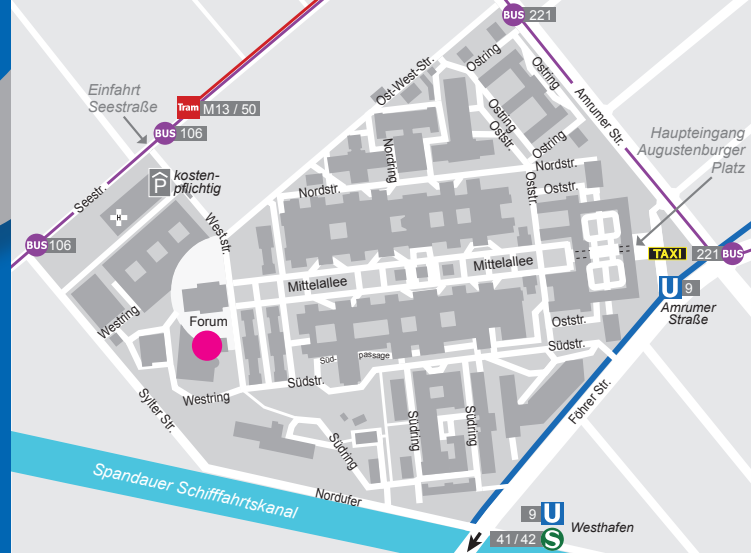 BUS 221
Ostring
Ostring
Ost-West-Str.
Amrumer Str.
Einfahrt
Seestraße
Tram M13 / 50
BUS 106
Ostring
Oststr.
Ostring
Haupteingang
Augustenburger
Platz
Nordring
Nordstr.
Oststr.
Oststr.
P
kosten-
pflichtig
Nordstr.
Seestr.
H
Weststr.
BUS 106
TAXI
221 BUS
Mittelallee
Mittelallee
U 9
Amrumer
Straße
Westring
Forum
Oststr.
Südstr.
Süd-
passage
Südstr.
Westring
Sylter Str.
Föhrer Str.
Südring
Südring
Südring
Spandauer Schifffahrtskanal
Nordufer
9 U
Westhafen
41 / 42 S